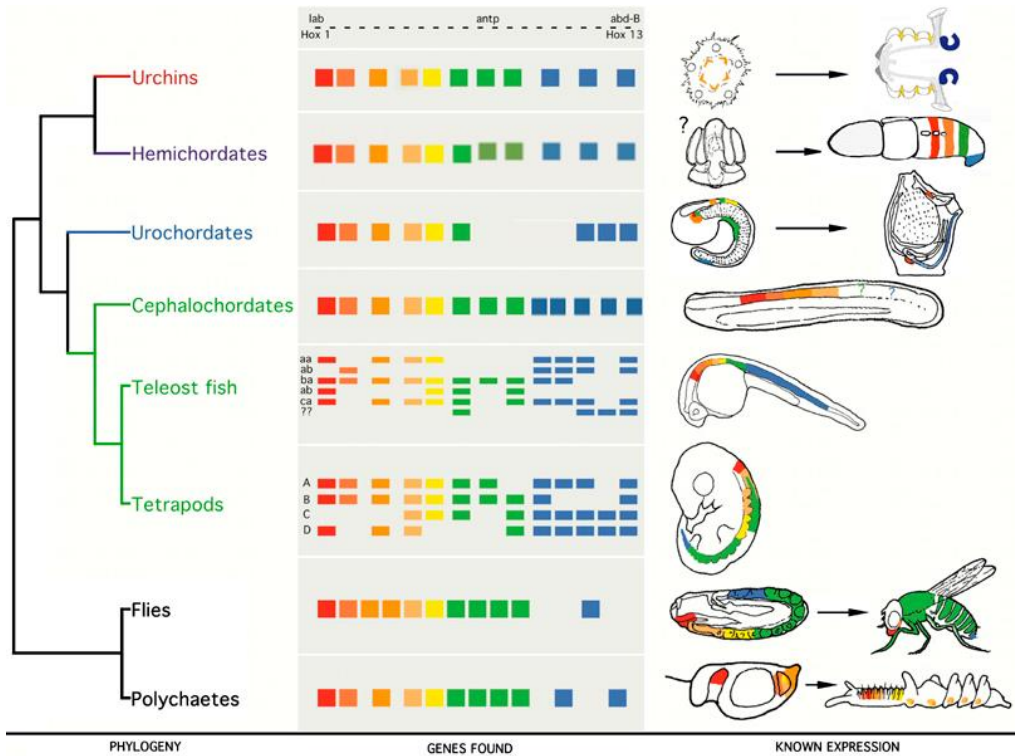 lab antp abd-B
Hox 1 Hox 13
Urchins
Hemichordates
?
Urochordates
Cephalochordates
? ?
aa
ab
Teleost fish
ba
ab
ca
??
A
Tetrapods
B
C
D
Flies
Polychaetes
PHYLOGENY GENES FOUND KNOWN EXPRESSION